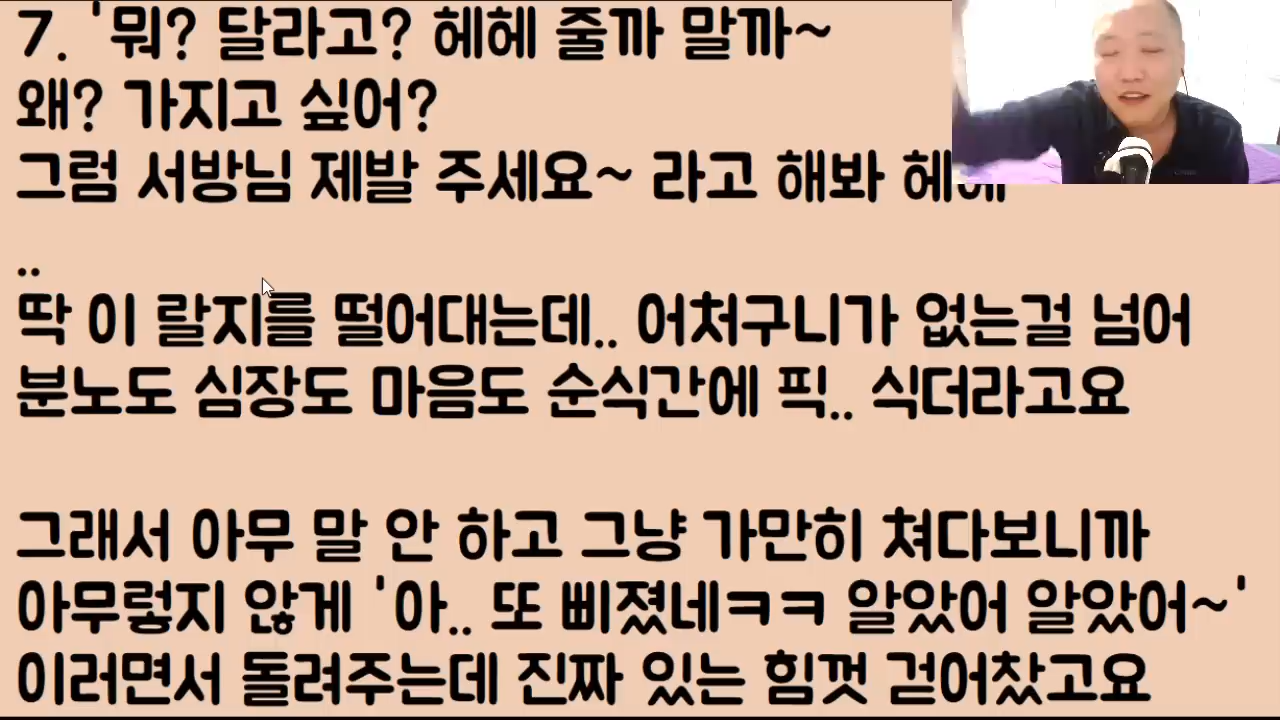 7. '뭐? 달라고? 헤헤 줄까 말까~
왜? 가지고 싶어?
그럼 서방님 제발 주세요~ 라고 해봐 헤헤
..
딱 이 랄지를 떨어대는데.. 어처구니가 없는걸 넘어
분노도 심장도 마음도 순식간에 픽.. 식더라고요
그래서 아무 말 안 하고 그냥 가만히 쳐다보니까
아무렇지 않게 '아.. 또 삐졌네ㅋㅋ 알았어 알았어~'
이러면서 돌려주는데 진짜 있는 힘껏 걷어찼고요